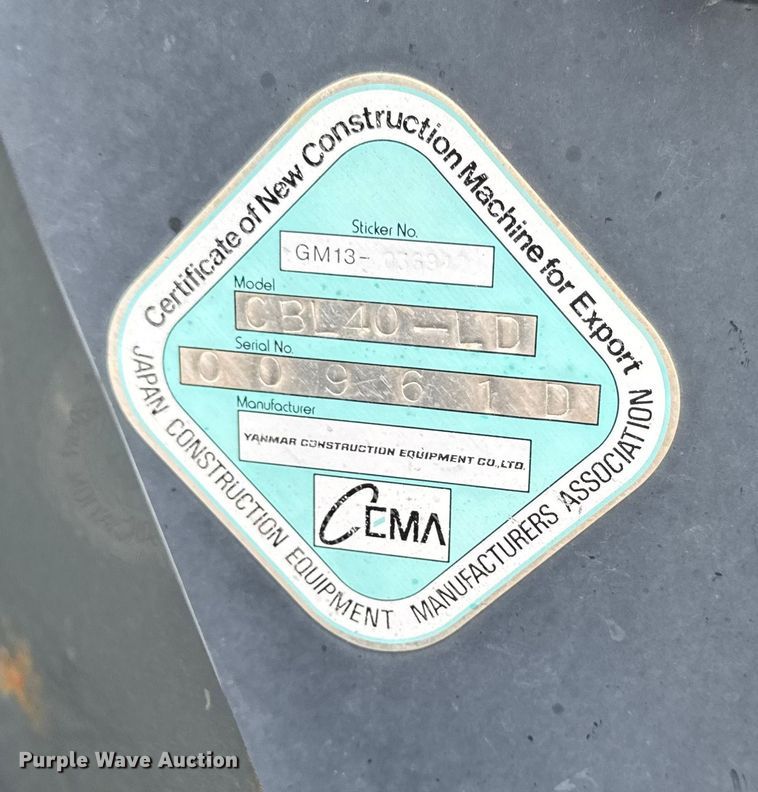 Certificate of New Construction Machine for Export
Sticker No.
GM13-
Model
CBL40-LD
Serial No.
00961D
Manufacturer
YANMAR CONSTRUCTION EQUIPMENT CO.,LTD.
CEMA
JAPAN CONSTRUCTION EQUIPMENT MANUFACTURERS ASSOCIATION
Purple Wave Auction